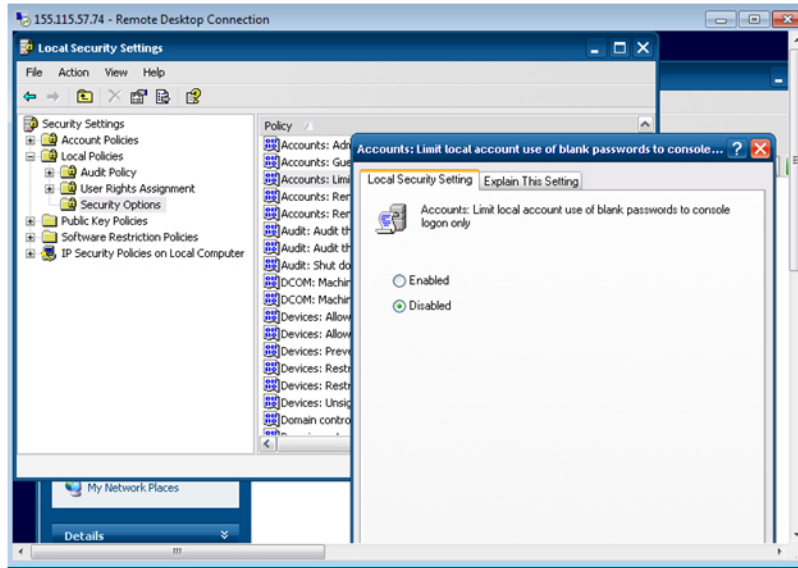 155.115.57.74 - Remote Desktop Connection
Local Security Settings
File Action View Help
Security Settings
Account Policies
Local Policies
Audit Policy
User Rights Assignment
Security Options
Public Key Policies
Software Restriction Policies
IP Security Policies on Local Computer
Policy
Accounts: Adm
Accounts: Gue
Accounts: Limi
Accounts: Ren
Accounts: Ren
Audit: Audit th
Audit: Audit th
Audit: Shut do
DCOM: Machin
DCOM: Machin
Devices: Allow
Devices: Allow
Devices: Preve
Devices: Restr
Devices: Restr
Devices: Unsig
Domain contro
Accounts: Limit local account use of blank passwords to console...
Local Security Setting Explain This Setting
Accounts: Limit local account use of blank passwords to console
logon only
Enabled
Disabled
My Network Places
Details